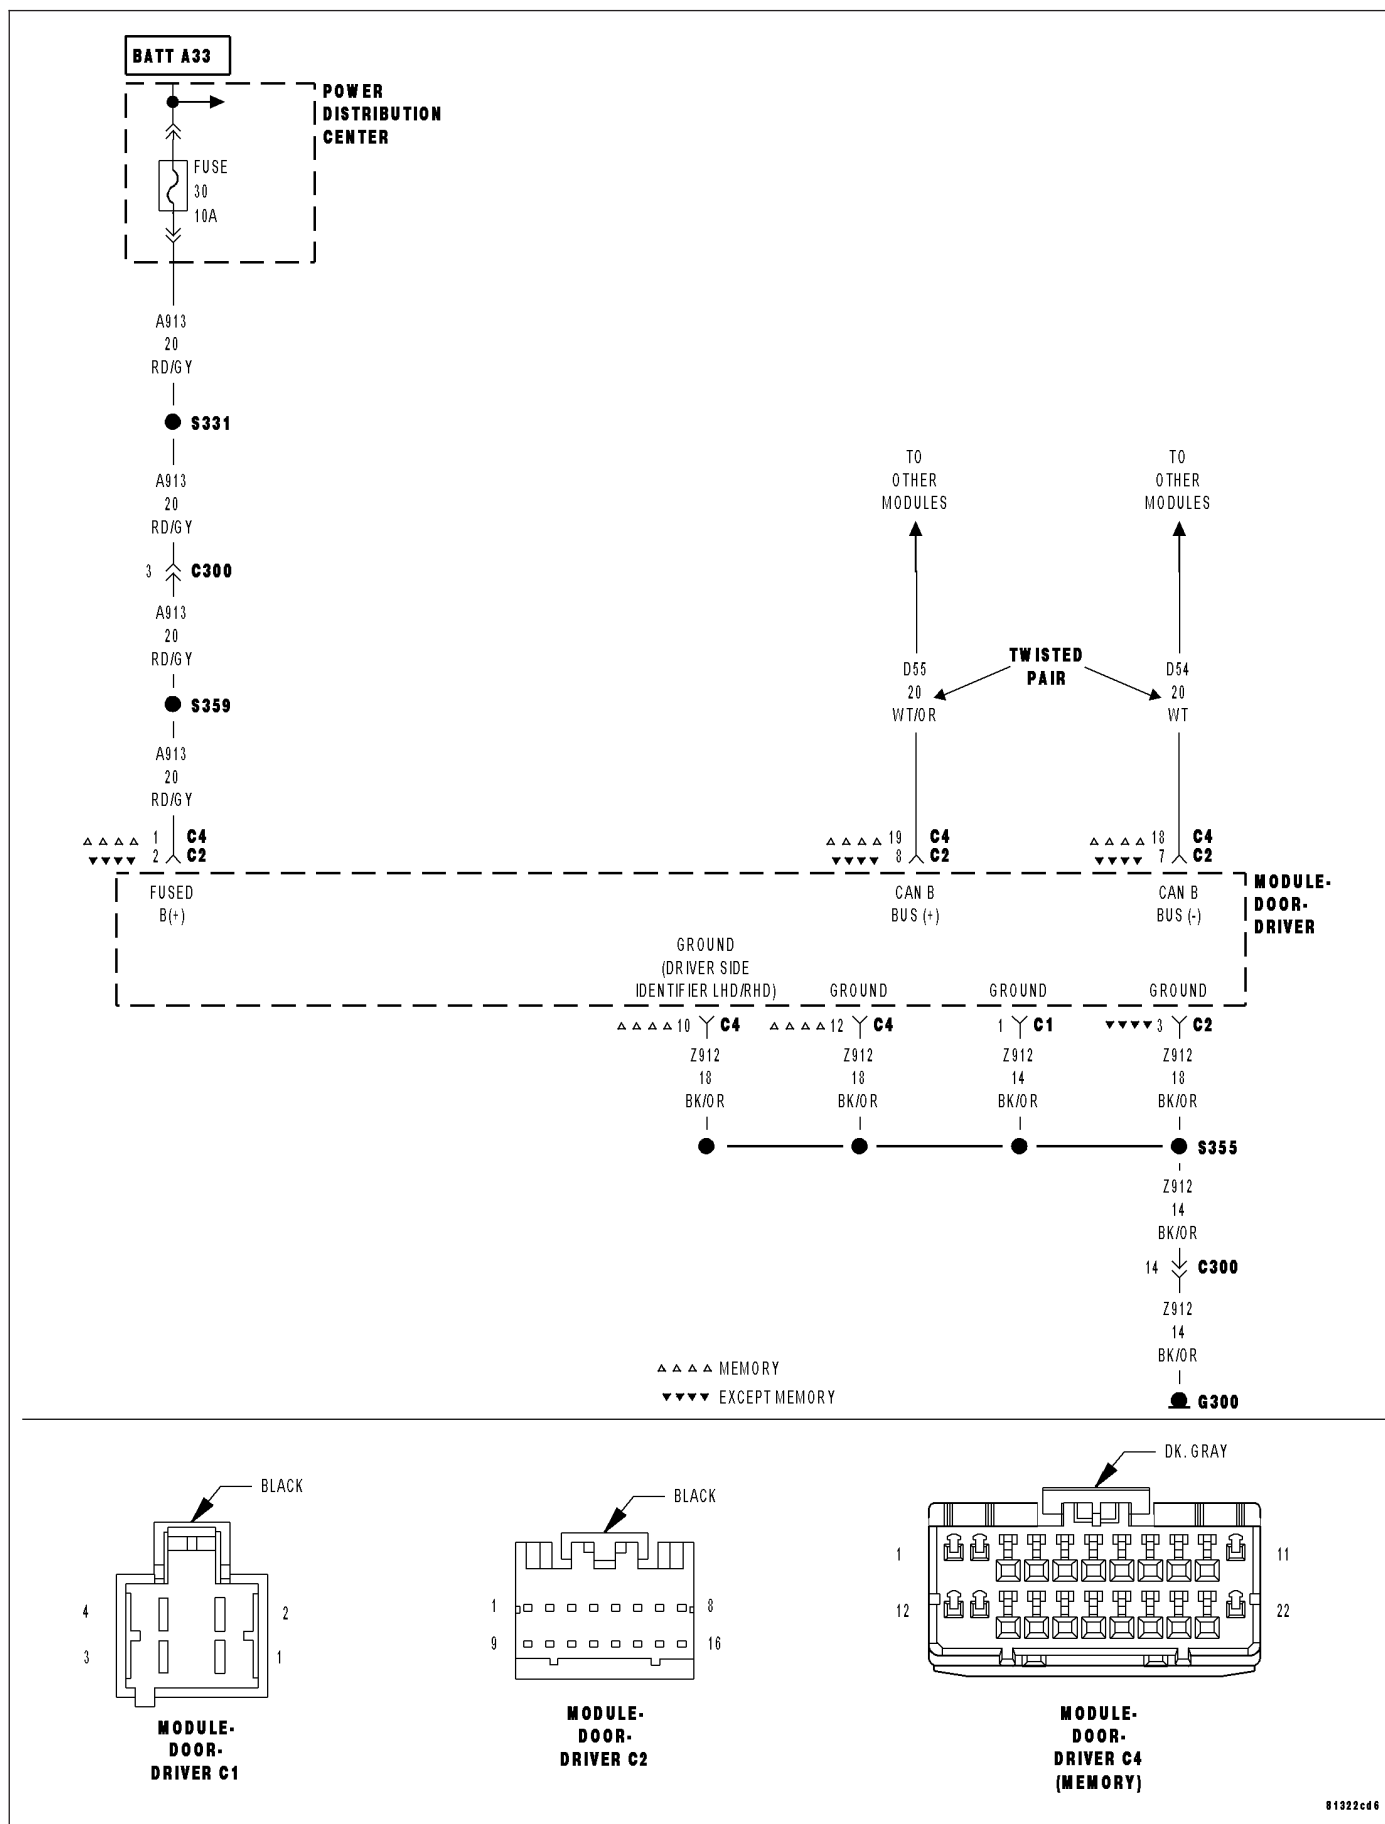 BATT A33
POWER
DISTRIBUTION
CENTER
FUSE
30
10A
A913
20
RD/GY
S331
A913
20
RD/GY
3 C300
A913
20
RD/GY
S359
A913
20
RD/GY
1 C4
2 C2
TO
OTHER
MODULES
TO
OTHER
MODULES
TWISTED
PAIR
D55
20
WT/OR
D54
20
WT
19 C4
8 C2
18 C4
7 C2
FUSED
B(+)
CAN B
BUS (+)
CAN B
BUS (-)
MODULE-
DOOR-
DRIVER
GROUND
(DRIVER SIDE
IDENTIFIER LHD/RHD)
GROUND
GROUND
GROUND
10 C4
12 C4
1 C1
3 C2
Z912
18
BK/OR
Z912
18
BK/OR
Z912
14
BK/OR
Z912
18
BK/OR
S355
Z912
14
BK/OR
14 C300
Z912
14
BK/OR
G300
MEMORY
EXCEPT MEMORY
BLACK
4
2
3
1
MODULE-
DOOR-
DRIVER C1
BLACK
1
8
9
16
MODULE-
DOOR-
DRIVER C2
DK. GRAY
1
11
12
22
MODULE-
DOOR-
DRIVER C4
(MEMORY)
81322cd6